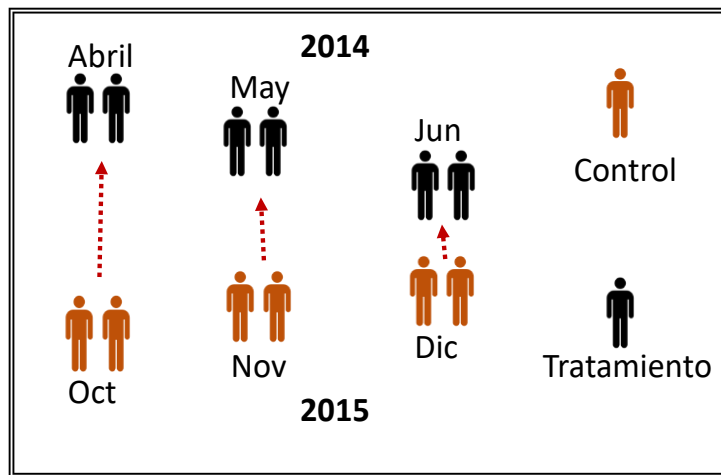 2014
Abril
May
Jun
Control
Oct
Nov
Dic
Tratamiento
2015